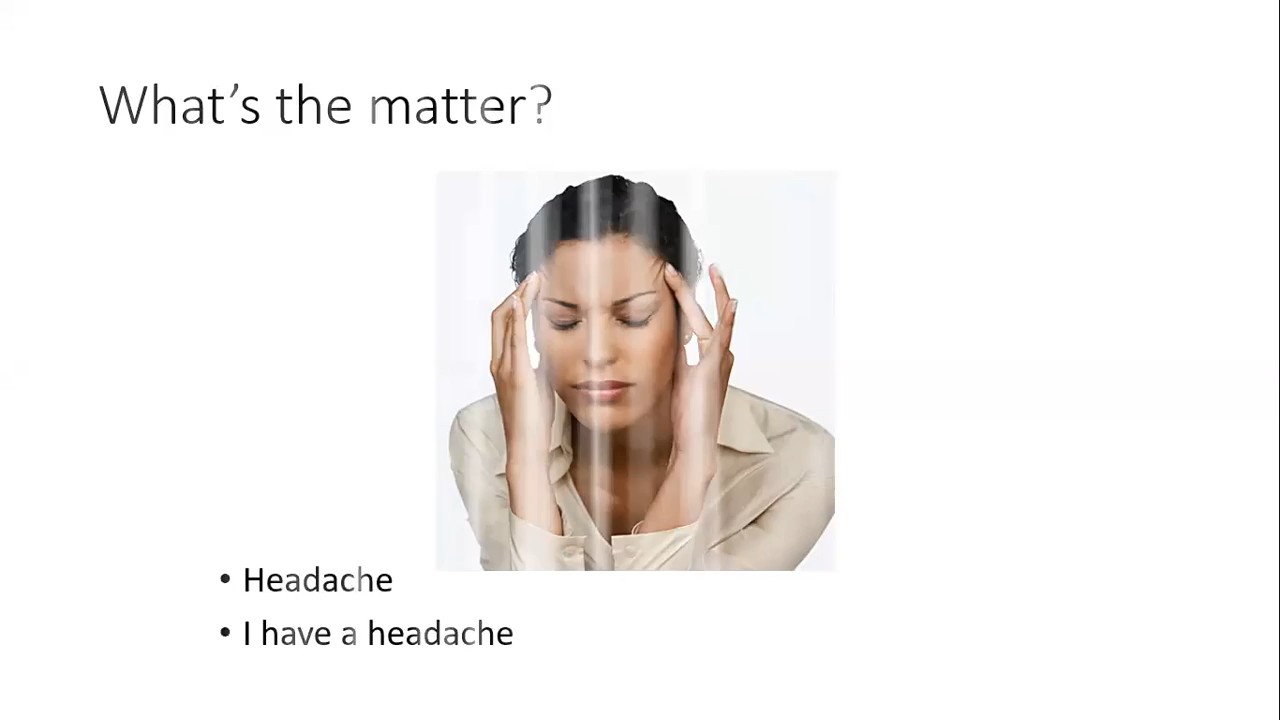 What's the matter?
• Headache
• I have a headache